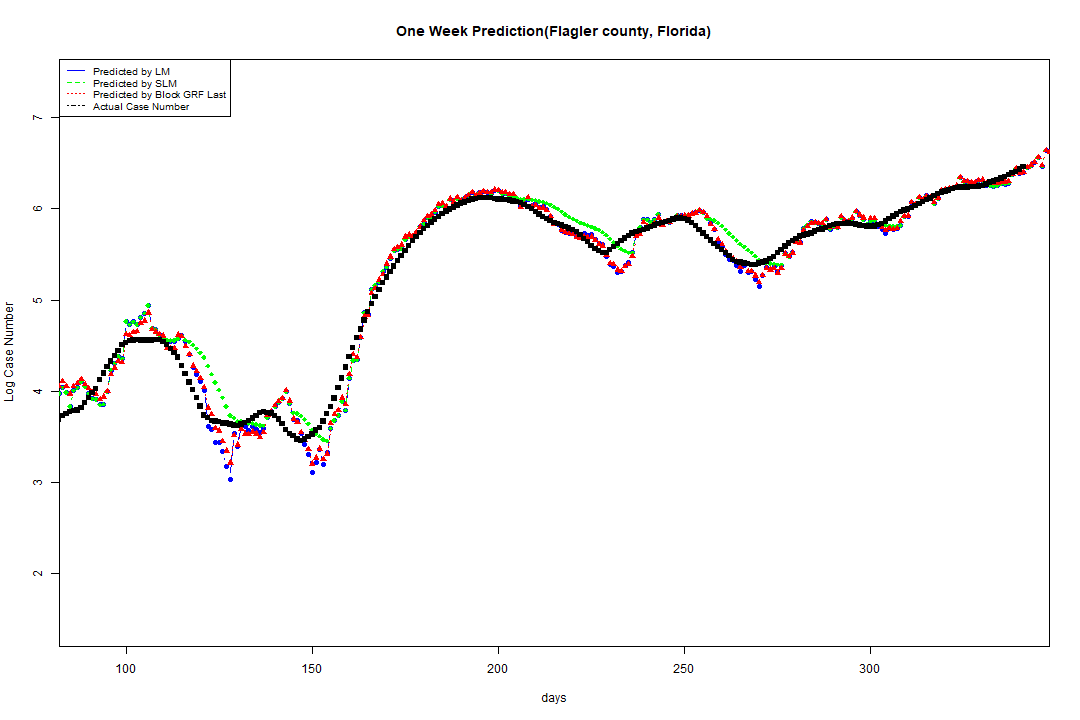 One Week Prediction(Flagler county, Florida)
Predicted by LM
Predicted by SLM
Predicted by Block GRF Last
Actual Case Number
7
6
5
4
3
2
Log Case Number
100 150 200 250 300
days